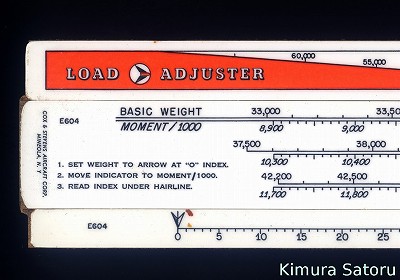 60,000
55,000
LOAD ADJUSTER
COX & STEVENS AIRCRAFT CORP.
MINEOLA, N. Y.
E604
BASIC WEIGHT 33,000 33,50
MOMENT/1000 8,900 9,000
37,500 38,000
10,300 10,400
1. SET WEIGHT TO ARROW AT "O" INDEX.
2. MOVE INDICATOR TO MOMENT/1000.
3. READ INDEX UNDER HAIRLINE.
42,200 42,500
11,700 11,800
E604
0 5 10 15 20 25
Kimura Satoru